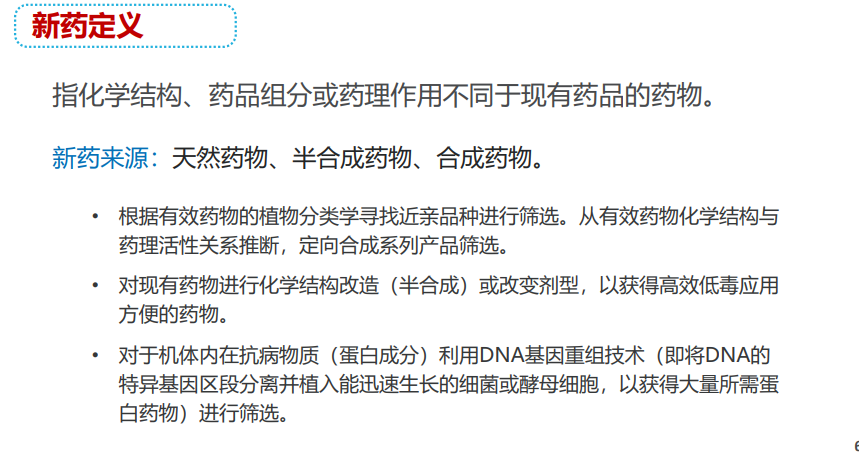 新药定义
指化学结构、药品组分或药理作用不同于现有药品的药物。
新药来源：天然药物、半合成药物、合成药物。
• 根据有效药物的植物分类学寻找近亲品种进行筛选。从有效药物化学结构与
药理活性关系推断，定向合成系列产品筛选。
• 对现有药物进行化学结构改造（半合成）或改变剂型，以获得高效低毒应用
方便的药物。
• 对于机体内在抗病物质（蛋白成分）利用DNA基因重组技术（即将DNA的
特异基因区段分离并植入能迅速生长的细菌或酵母细胞，以获得大量所需蛋
白药物）进行筛选。
6